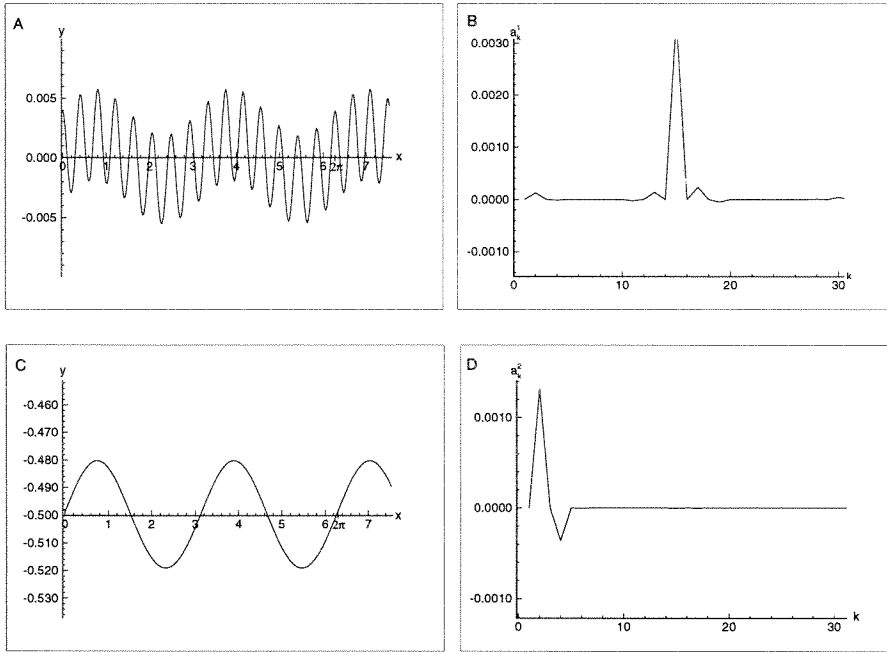 A
y
0.005
0.000
-0.005
0 1 2 3 4 5 6 2π 7 x
B
a_k^1
0.0030
0.0020
0.0010
0.0000
-0.0010
0 10 20 30 k
C
y
-0.460
-0.470
-0.480
-0.490
-0.500
-0.510
-0.520
-0.530
0 1 2 3 4 5 6 2π 7 x
D
a_k^2
0.0010
0.0000
-0.0010
0 10 20 30 k